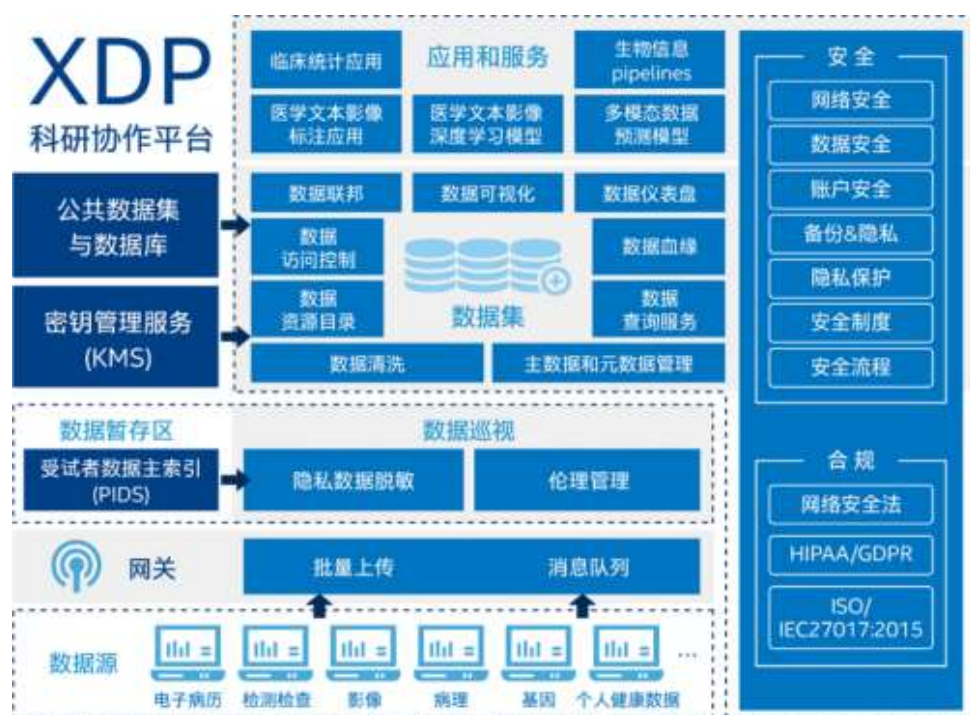 XDP
科研协作平台
应用和服务
临床统计应用
生物信息
pipelines
医学文本影像
标注应用
医学文本影像
深度学习模型
多模态数据
预测模型
公共数据集
与数据库
密钥管理服务
(KMS)
数据联邦
数据可视化
数据仪表盘
数据
访问控制
数据血缘
数据
资源目录
数据集
数据
查询服务
数据清洗
主数据和元数据管理
数据暂存区
数据巡视
受试者数据主索引
(PIDS)
隐私数据脱敏
伦理管理
网关
批量上传
消息队列
数据源
电子病历
检测检查
影像
病理
基因
个人健康数据
...
安全
网络安全
数据安全
账户安全
备份&隐私
隐私保护
安全制度
安全流程
合规
网络安全法
HIPAA/GDPR
ISO/
IEC27017:2015